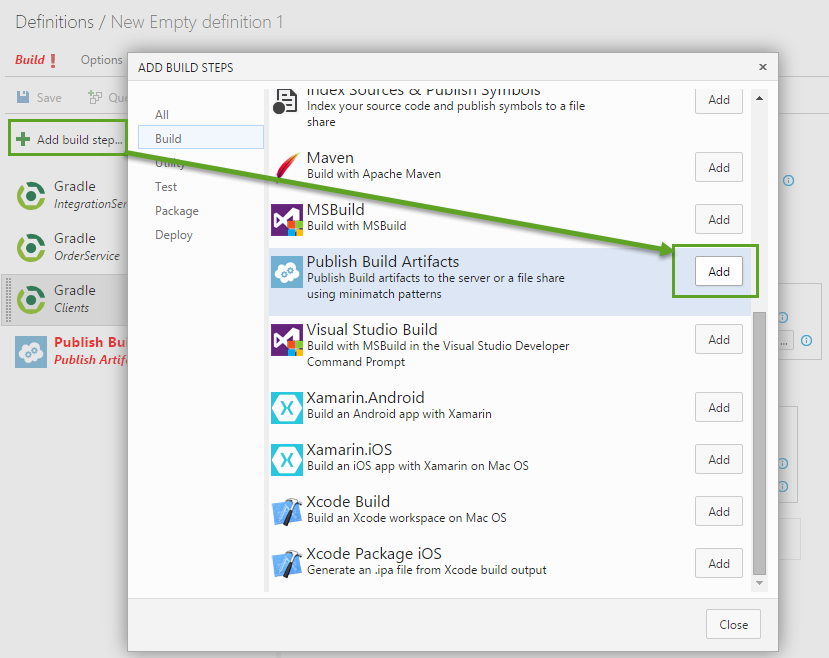 Definitions / New Empty definition 1
Build
Options
Save
Add build step...
Gradle
Gradle
OrderService
Gradle
Clients
ADD BUILD STEPS
All
Build
Utility
Test
Package
Deploy
Index Sources & Publish Symbols
Index your source code and publish symbols to a file
share
Add
Maven
Build with Apache Maven
Add
MSBuild
Build with MSBuild
Add
Publish Build Artifacts
Publish Build artifacts to the server or a file share
using minimatch patterns
Add
Visual Studio Build
Build with MSBuild in the Visual Studio Developer
Command Prompt
Add
Xamarin.Android
Build an Android app with Xamarin
Add
Xamarin.iOS
Build an iOS app with Xamarin on Mac OS
Add
Xcode Build
Build an Xcode workspace on Mac OS
Add
Xcode Package iOS
Generate an .ipa file from Xcode build output
Add
Close
Publish
Publish
...